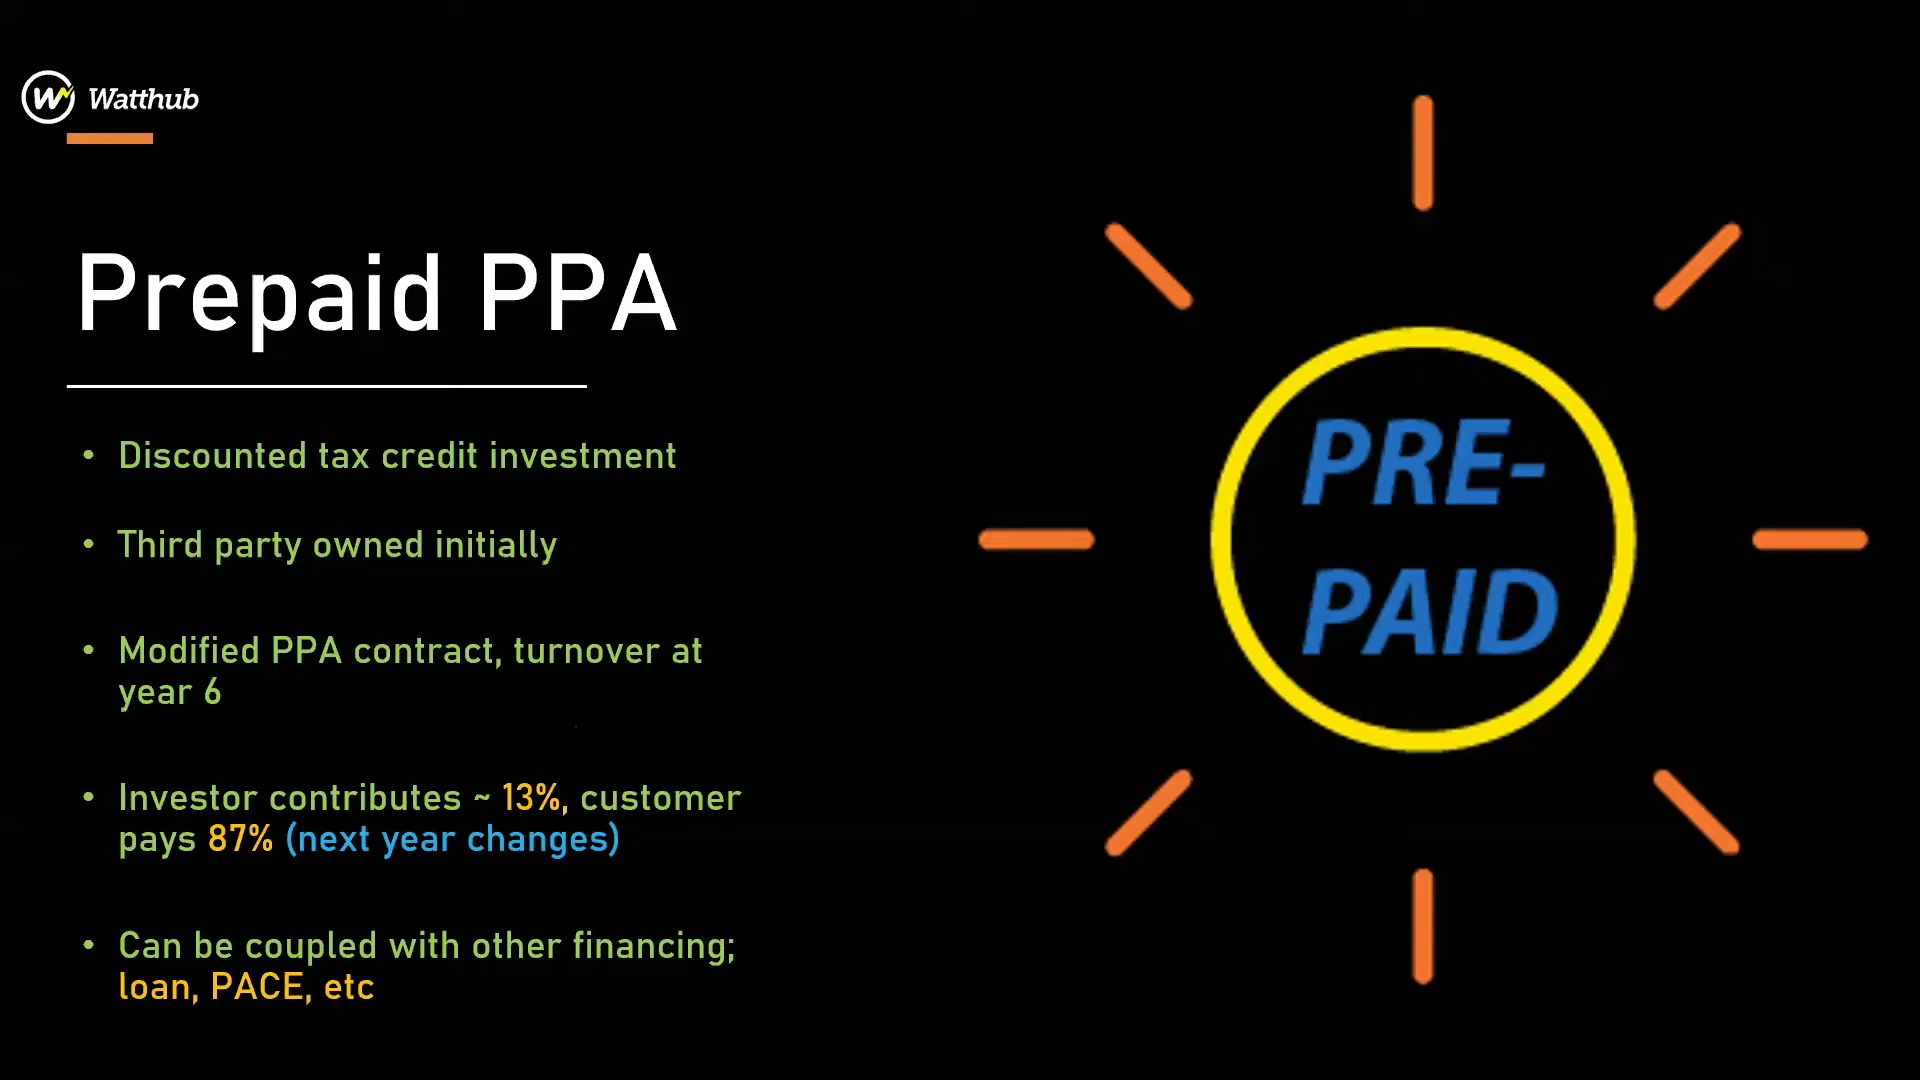 Watthub
Prepaid PPA
• Discounted tax credit investment
• Third party owned initially
• Modified PPA contract, turnover at
year 6
• Investor contributes ~ 13%, customer
pays 87% (next year changes)
• Can be coupled with other financing;
loan, PACE, etc
PRE-
PAID